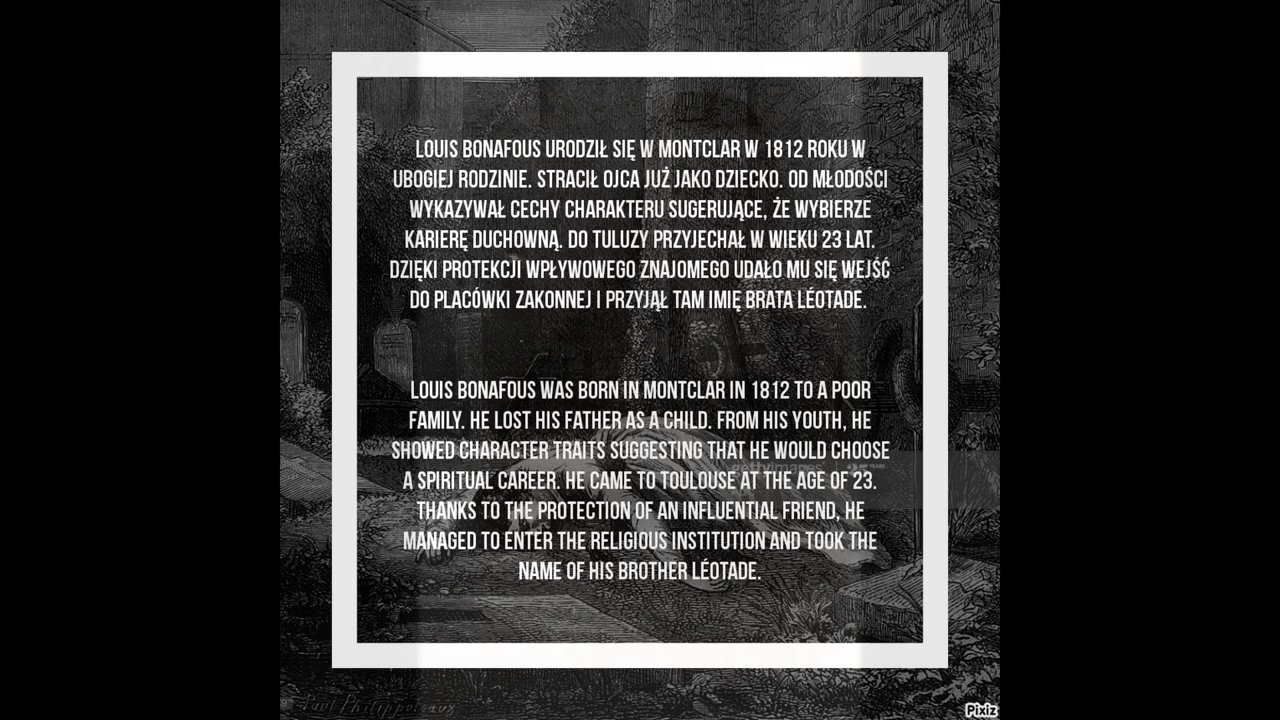 LOUIS BONAFOUS URODZIŁ SIĘ W MONTCLAR W 1812 ROKU W
UBOGIEJ RODZINIE. STRACIŁ OJCA JUŻ JAKO DZIECKO. OD MŁODOŚCI
WYKAZYWAŁ CECHY CHARAKTERU SUGERUJĄCE, ŻE WYBIERZE
KARIERĘ DUCHOWNĄ. DO TULUZY PRZYJECHAŁ W WIEKU 23 LAT.
DZIĘKI PROTEKCJI WPŁYWOWEGO ZNAJOMEGO UDAŁO MU SIĘ WEJŚĆ
DO PLACÓWKI ZAKONNEJ I PRZYJĄŁ TAM IMIĘ BRATA LÉOTADE.
LOUIS BONAFOUS WAS BORN IN MONTCLAR IN 1812 TO A POOR
FAMILY. HE LOST HIS FATHER AS A CHILD. FROM HIS YOUTH, HE
SHOWED CHARACTER TRAITS SUGGESTING THAT HE WOULD CHOOSE
gettyimages
A SPIRITUAL CAREER. HE CAME TO TOULOUSE AT THE AGE OF 23.
THANKS TO THE PROTECTION OF AN INFLUENTIAL FRIEND, HE
MANAGED TO ENTER THE RELIGIOUS INSTITUTION AND TOOK THE
NAME OF HIS BROTHER LÉOTADE.
Paul Philippoteaux
Pixiz